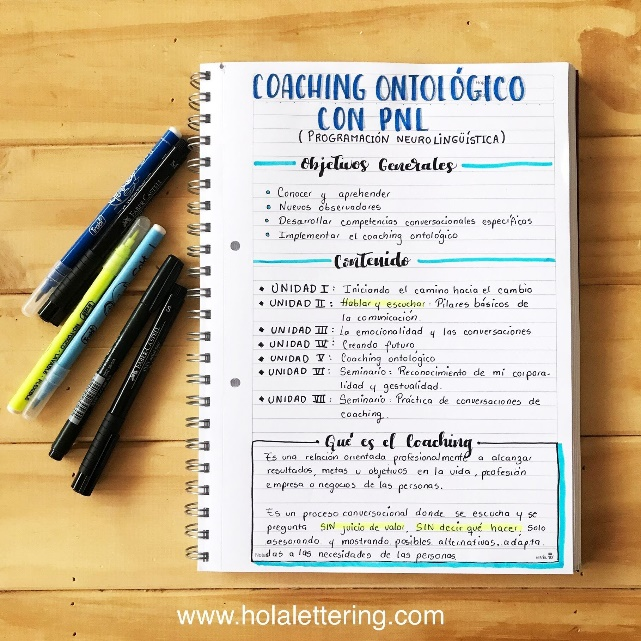 COACHING ONTOLÓGICO
CON PNL
( PROGRAMACIÓN NEUROLINGÜÍSTICA)
Objetivos Generales
• Conocer y aprehender
• Nuevos observadores
• Desarrollar competencias conversacionales específicas
• Implementar el coaching ontológico
Contenido
◆ UNIDAD I : Iniciando el camino hacia el cambio
◆ UNIDAD II : Hablar y escuchar. Pilares básicos de
la comunicación
◆ UNIDAD III : La emocionalidad y las conversaciones
◆ UNIDAD IV : Creando futuro
◆ UNIDAD V : Coaching ontológico
◆ UNIDAD VI : Seminario: Reconocimiento de mi corpora-
lidad y gestualidad.
◆ UNIDAD VII : Seminario: Práctica de conversaciones de
coaching.
Qué es el Coaching
Es una relación orientada profesionalmente a alcanzar
resultados, metas u objetivos en la vida, profesión
empresa o negocios de las personas.
Es un proceso conversacional donde se escucha y se
pregunta SIN juicio de valor, SIN decir qué hacer, solo
asesorando y mostrando posibles alternativas adapta-
das a las necesidades de las personas.
www.holalettering.com